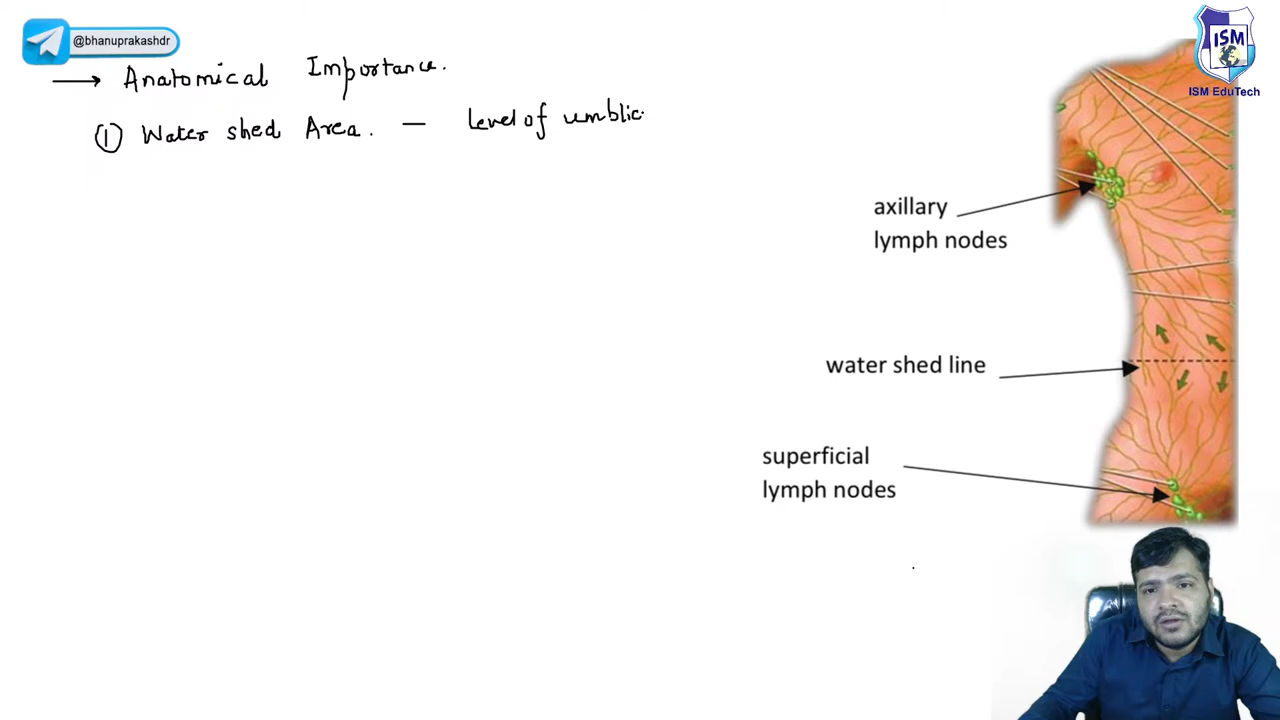 @bhanuprakashdr
ISM
ISM EduTech
→ Anatomical Importance.
① Water shed Area. — Level of umblic
axillary
lymph nodes
water shed line
superficial
lymph nodes